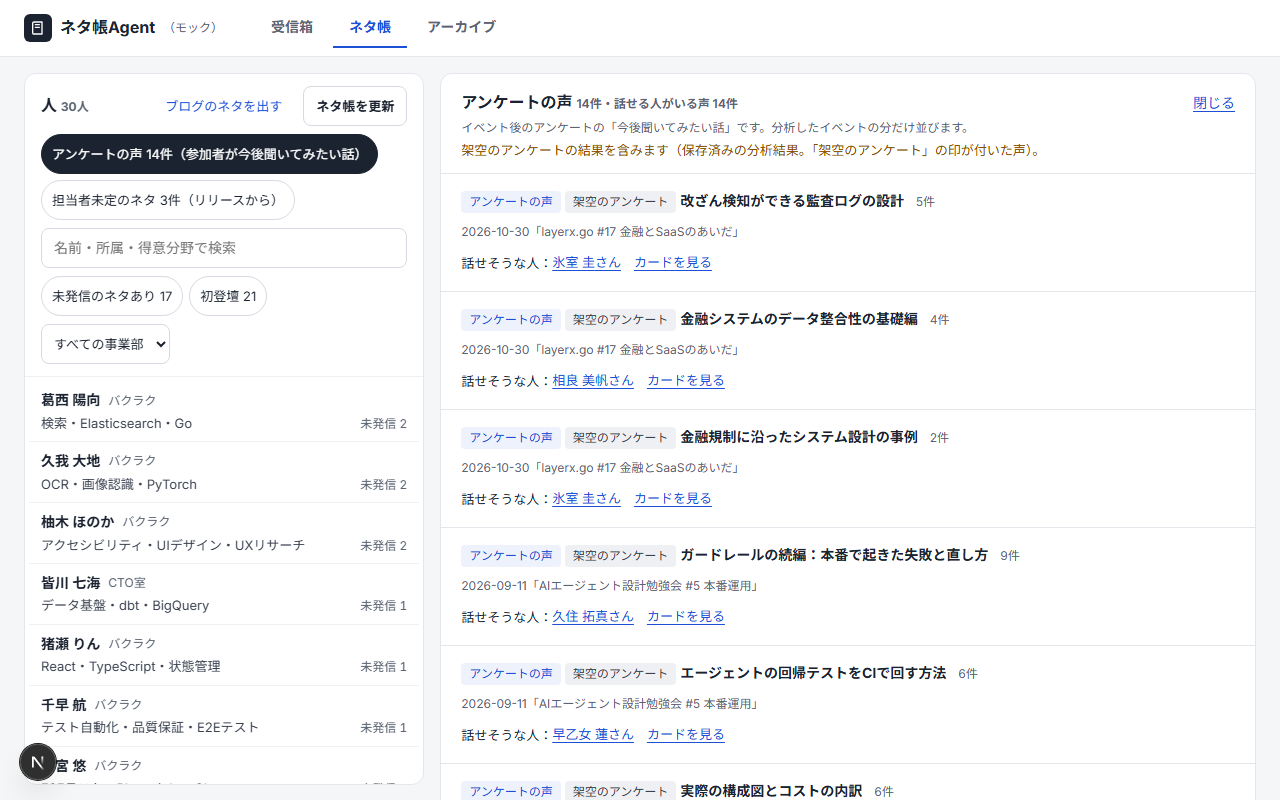 ネタ帳Agent （モック） 受信箱 ネタ帳 アーカイブ
人 30人 ブログのネタを出す ネタ帳を更新
アンケートの声 14件（参加者が今後聞いてみたい話）
担当者未定のネタ 3件（リリースから）
名前・所属・得意分野で検索
未発信のネタあり 17 初登壇 21
すべての事業部
葛西 陽向 バクラク
検索・Elasticsearch・Go 未発信 2
久我 大地 バクラク
OCR・画像認識・PyTorch 未発信 2
柚木 ほのか バクラク
アクセシビリティ・UIデザイン・UXリサーチ 未発信 2
皆川 七海 CTO室
データ基盤・dbt・BigQuery 未発信 1
猪瀬 りん バクラク
React・TypeScript・状態管理 未発信 1
千早 航 バクラク
テスト自動化・品質保証・E2Eテスト 未発信 1
宮 悠 バクラク
N
アンケートの声 14件・話せる人がいる声 14件 閉じる
イベント後のアンケートの「今後聞いてみたい話」です。分析したイベントの分だけ並びます。
架空のアンケートの結果を含みます（保存済みの分析結果。「架空のアンケート」の印が付いた声）。
アンケートの声 架空のアンケート 改ざん検知ができる監査ログの設計 5件
2026-10-30「layerx.go #17 金融とSaaSのあいだ」
話せそうな人：氷室 圭さん カードを見る
アンケートの声 架空のアンケート 金融システムのデータ整合性の基礎編 4件
2026-10-30「layerx.go #17 金融とSaaSのあいだ」
話せそうな人：相良 美帆さん カードを見る
アンケートの声 架空のアンケート 金融規制に沿ったシステム設計の事例 2件
2026-10-30「layerx.go #17 金融とSaaSのあいだ」
話せそうな人：氷室 圭さん カードを見る
アンケートの声 架空のアンケート ガードレールの続編：本番で起きた失敗と直し方 9件
2026-09-11「AIエージェント設計勉強会 #5 本番運用」
話せそうな人：久住 拓真さん カードを見る
アンケートの声 架空のアンケート エージェントの回帰テストをCIで回す方法 6件
2026-09-11「AIエージェント設計勉強会 #5 本番運用」
話せそうな人：早乙女 蓮さん カードを見る
アンケートの声 架空のアンケート 実際の構成図とコストの内訳 6件